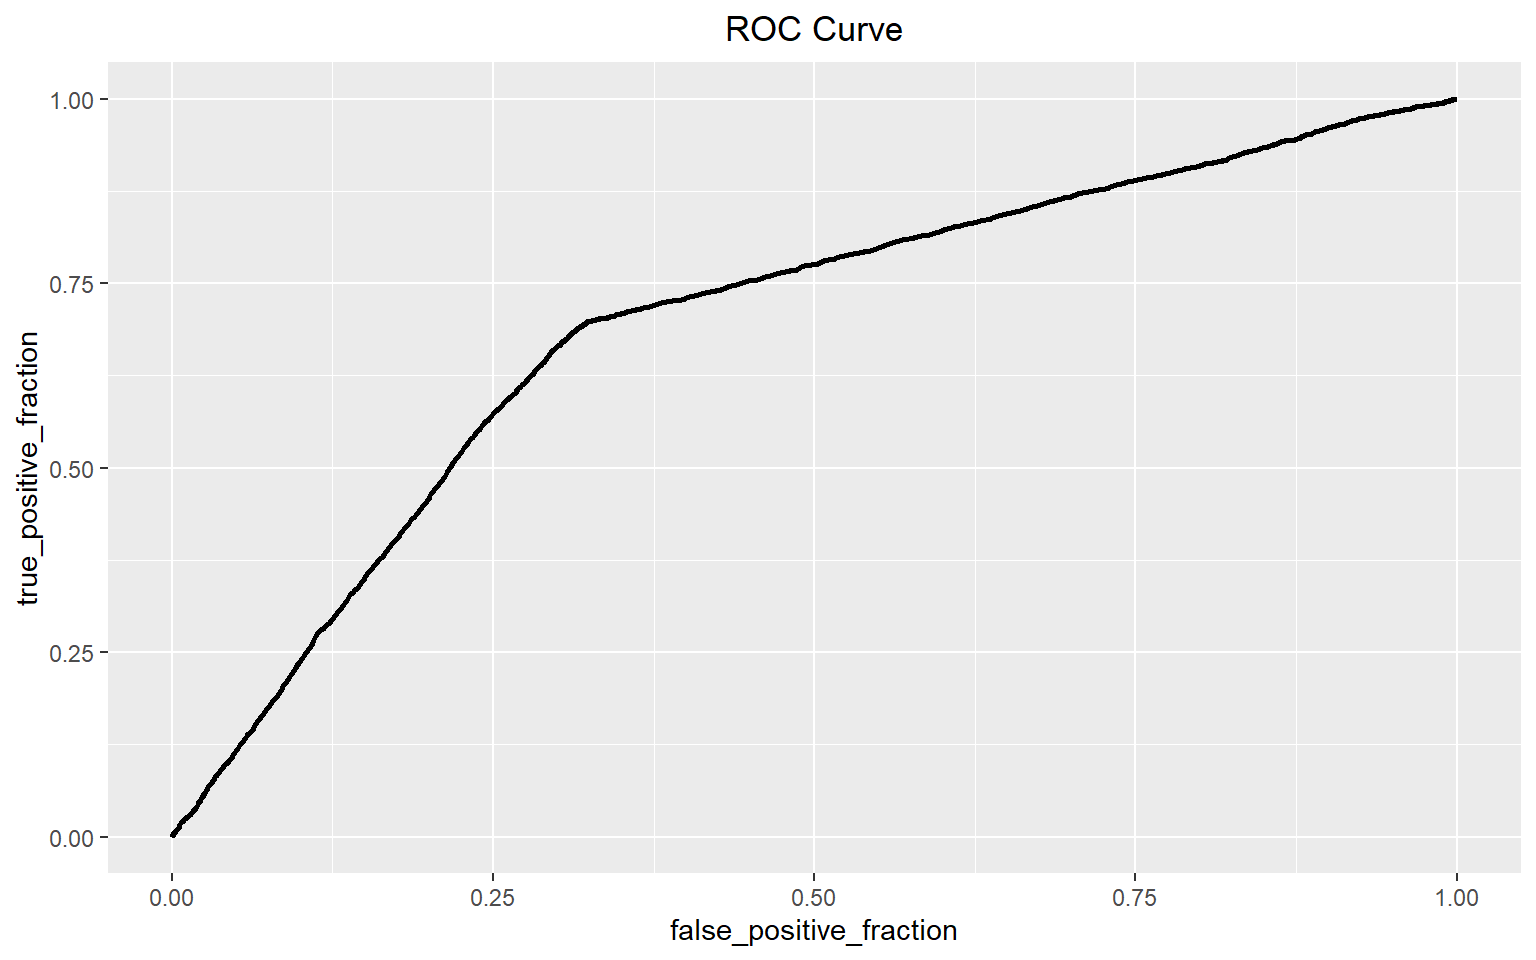 ROC Curve
true_positive_fraction
1.00
0.75
0.50
0.25
0.00
0.00 0.25 0.50 0.75 1.00
false_positive_fraction